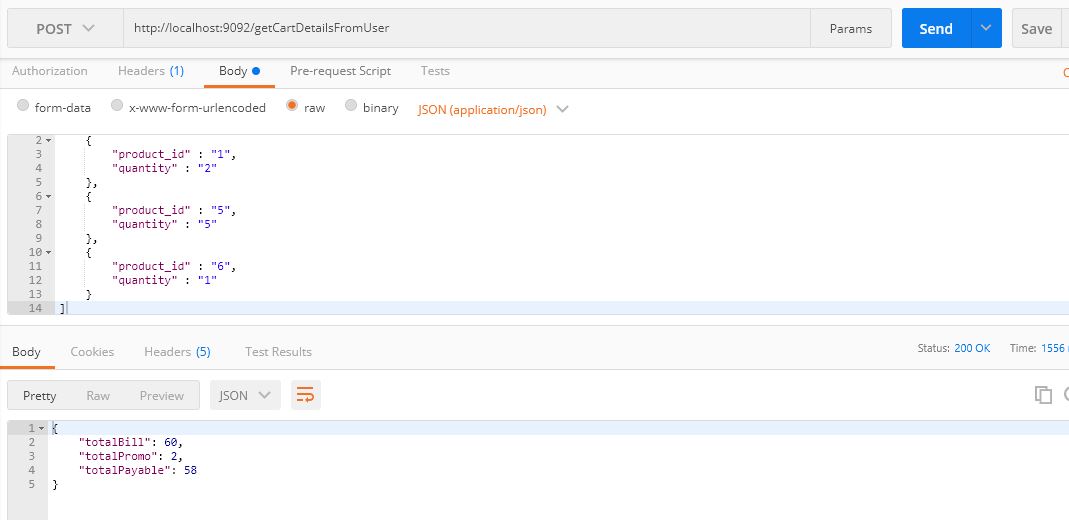 POST http://localhost:9092/getCartDetailsFromUser Params Send Save
Authorization Headers (1) Body Pre-request Script Tests
form-data x-www-form-urlencoded raw binary JSON (application/json)
2 {
3 "product_id" : "1",
4 "quantity" : "2"
5 },
6 {
7 "product_id" : "5",
8 "quantity" : "5"
9 },
10 {
11 "product_id" : "6",
12 "quantity" : "1"
13 }
14 ]
Body Cookies Headers (5) Test Results Status: 200 OK Time: 1556
Pretty Raw Preview JSON
1 {
2 "totalBill": 60,
3 "totalPromo": 2,
4 "totalPayable": 58
5 }